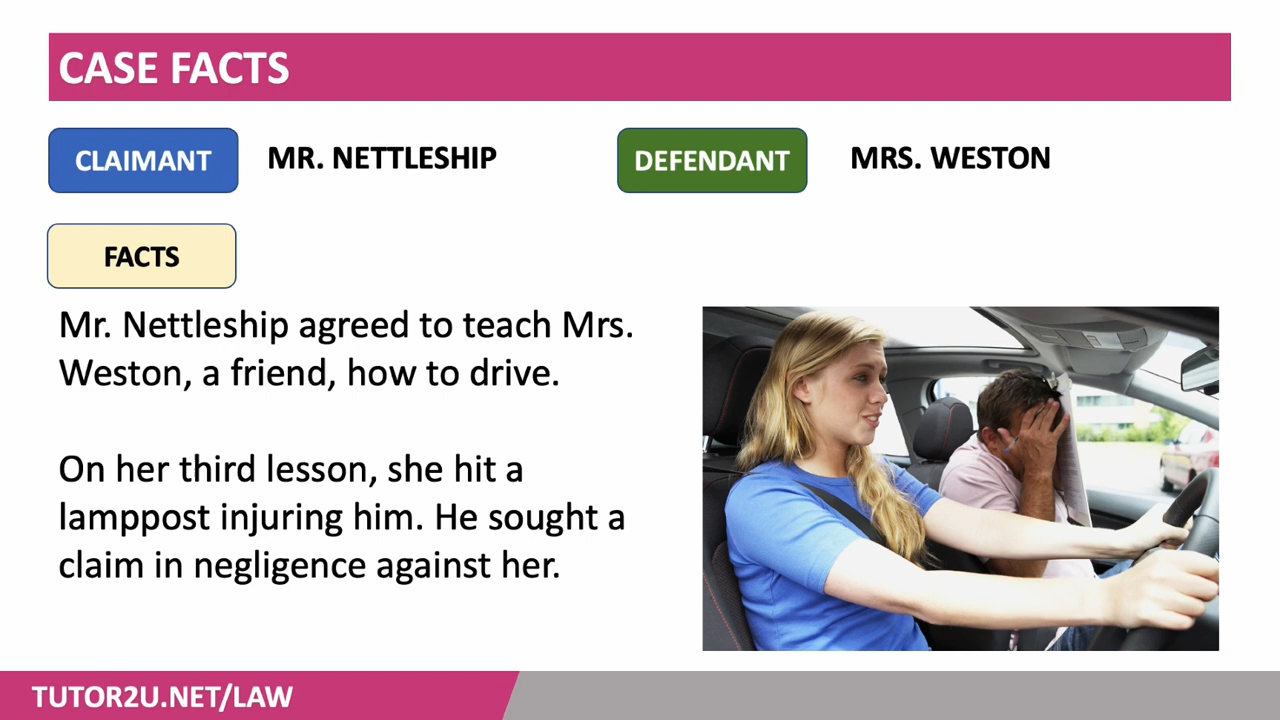 CASE FACTS
CLAIMANT
MR. NETTLESHIP
DEFENDANT
MRS. WESTON
FACTS
Mr. Nettleship agreed to teach Mrs.
Weston, a friend, how to drive.
On her third lesson, she hit a
lamppost injuring him. He sought a
claim in negligence against her.
TUTOR2U.NET/LAW